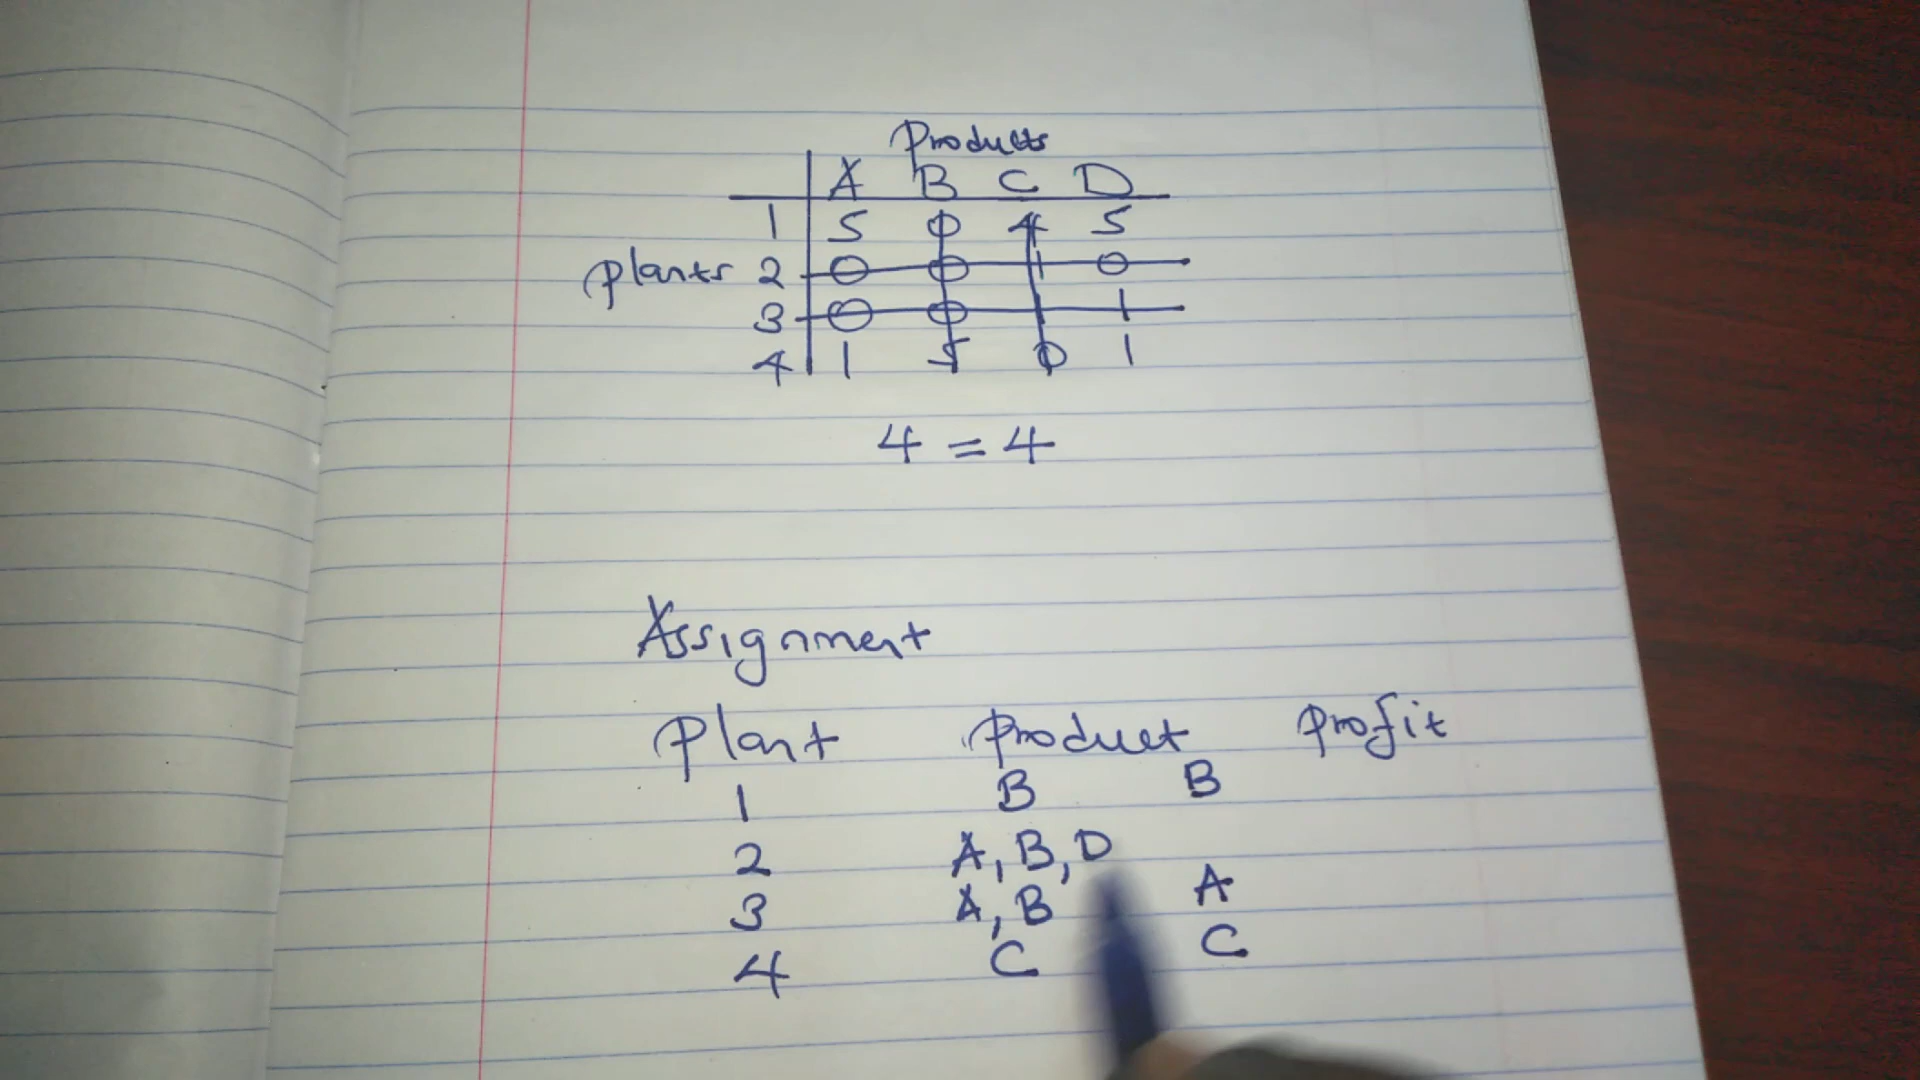 Products
A B C D
1 5 0 4 5
Plants 2 0 0 1 0
3 0 0 1 1
4 1 5 0 1
4 = 4
Assignment
Plant Product Profit
1 B B
2 A, B, D
3 A, B A
4 C C